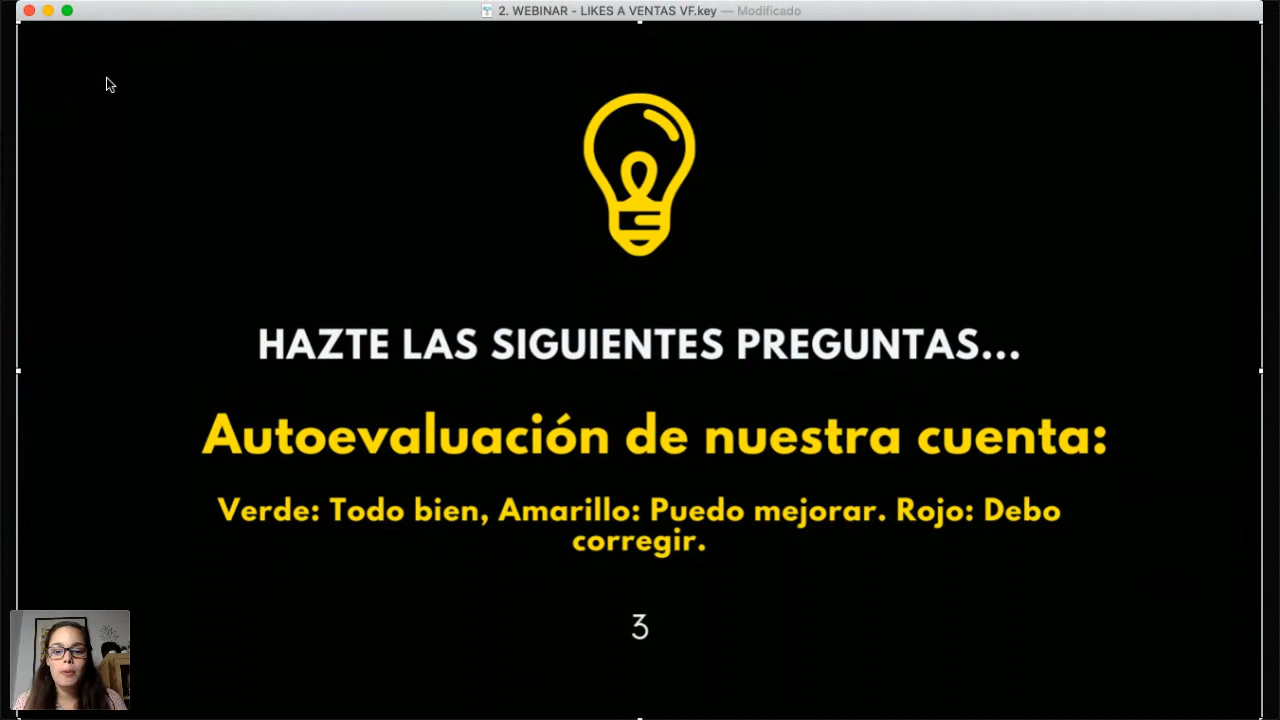 2. WEBINAR - LIKES A VENTAS VF.key — Modificado
HAZTE LAS SIGUIENTES PREGUNTAS...
Autoevaluación de nuestra cuenta:
Verde: Todo bien, Amarillo: Puedo mejorar. Rojo: Debo
corregir.
3